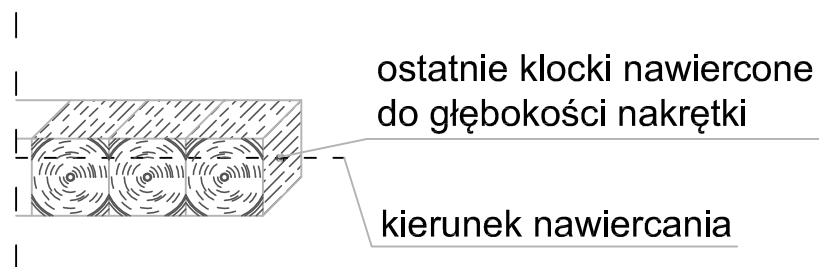 ostatnie klocki nawiercone
do głębokości nakrętki
kierunek nawiercania